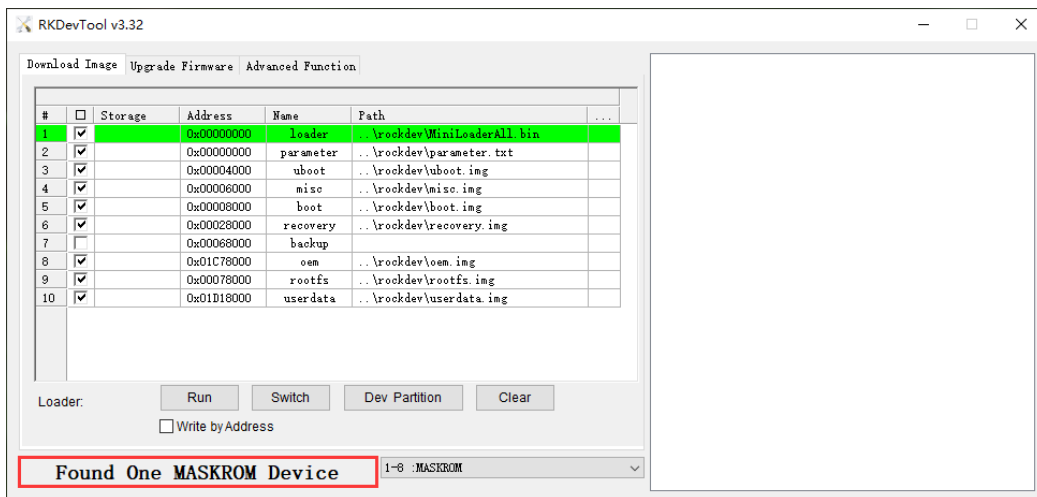 RKDevTool v3.32
Download Image Upgrade Firmware Advanced Function
# Storage Address Name Path ...
1 0x00000000 loader ..\rockdev\MiniLoaderAll.bin
2 0x00000000 parameter ..\rockdev\parameter.txt
3 0x00004000 uboot ..\rockdev\uboot.img
4 0x00006000 misc ..\rockdev\misc.img
5 0x00008000 boot ..\rockdev\boot.img
6 0x00028000 recovery ..\rockdev\recovery.img
7 0x00068000 backup
8 0x01C78000 oem ..\rockdev\oem.img
9 0x00078000 rootfs ..\rockdev\rootfs.img
10 0x01D18000 userdata ..\rockdev\userdata.img
Loader: Run Switch Dev Partition Clear
Write by Address
Found One MASKROM Device 1-8 :MASKROM